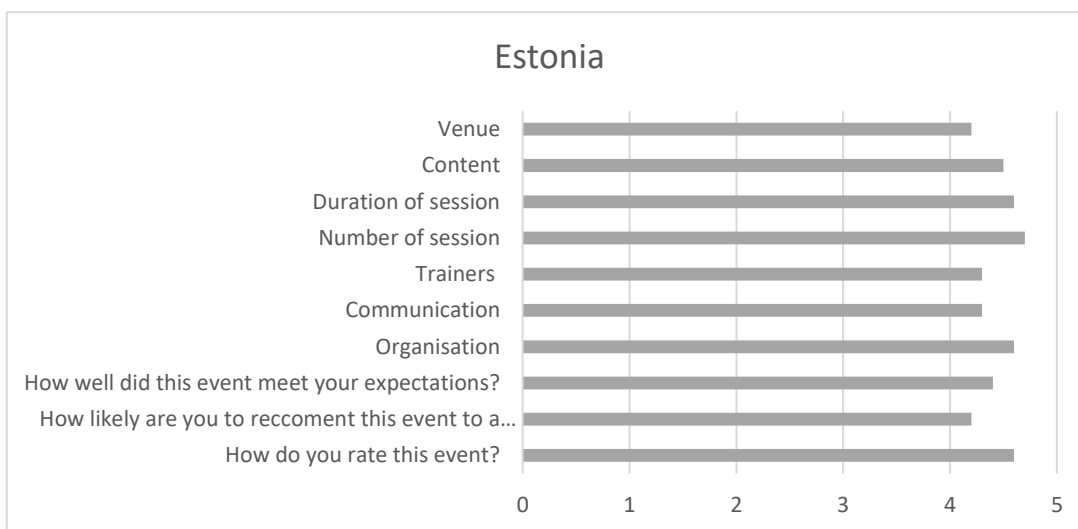 Estonia
Venue
Content
Duration of session
Number of session
Trainers
Communication
Organisation
How well did this event meet your expectations?
How likely are you to reccoment this event to a...
How do you rate this event?
0 1 2 3 4 5